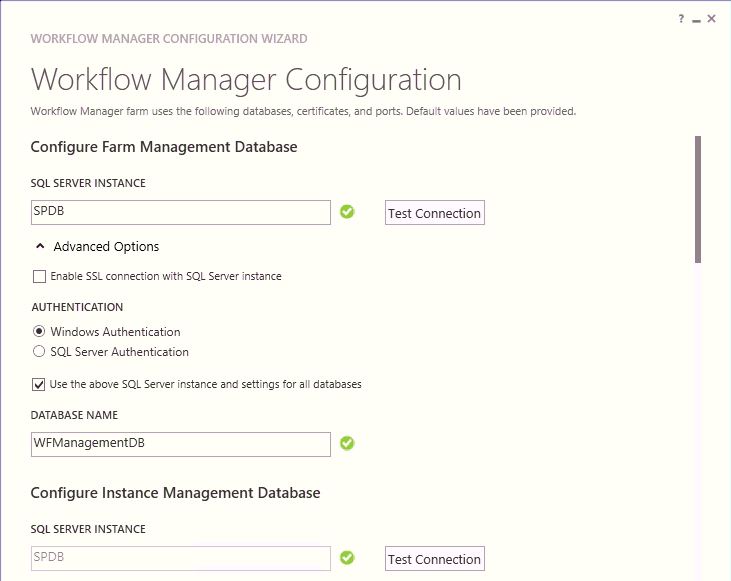 ?
WORKFLOW MANAGER CONFIGURATION WIZARD
Workflow Manager Configuration
Workflow Manager farm uses the following databases, certificates, and ports. Default values have been provided.
Configure Farm Management Database
SQL SERVER INSTANCE
SPDB Test Connection
Advanced Options
Enable SSL connection with SQL Server instance
AUTHENTICATION
Windows Authentication
SQL Server Authentication
Use the above SQL Server instance and settings for all databases
DATABASE NAME
WFManagementDB
Configure Instance Management Database
SQL SERVER INSTANCE
SPDB Test Connection